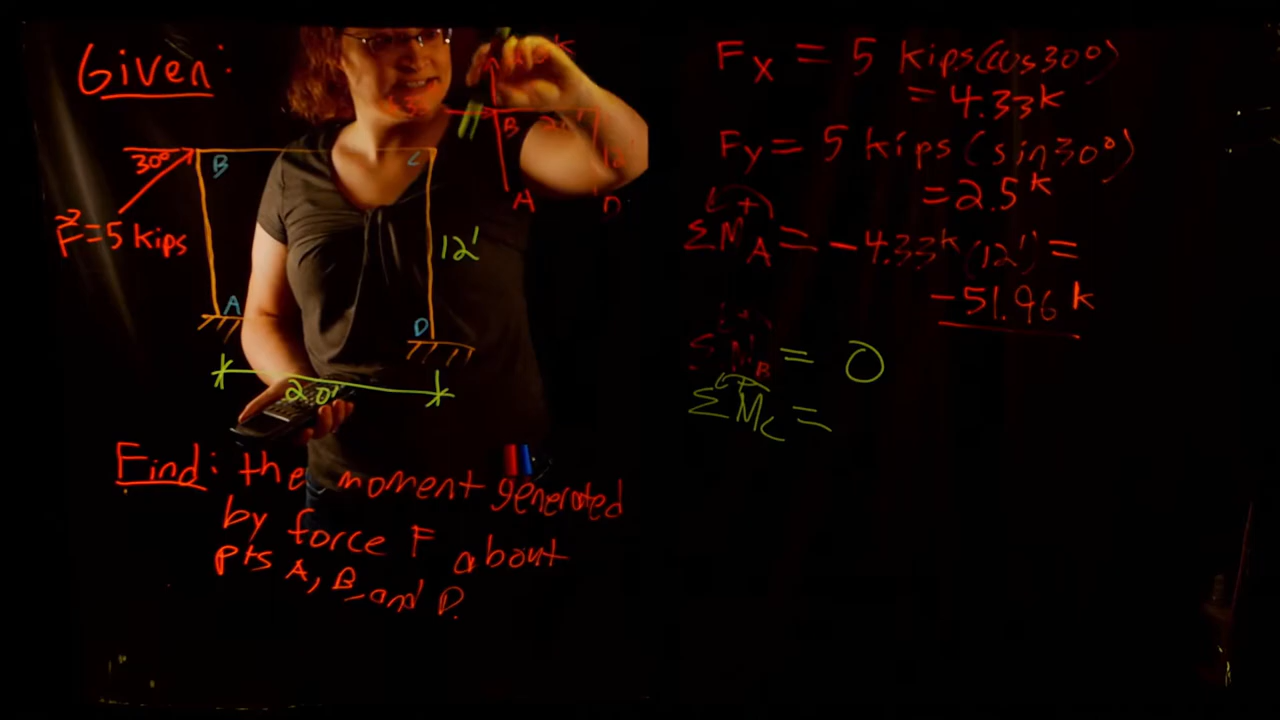 Given:
30°
B
C
F=5 kips
A
D
12'
20'
B
A
D
Find: the moment generated
by force F about
pts A, B, and D.
Fx = 5 kips(cos30°)
= 4.33k
Fy = 5 kips (sin30°)
= 2.5k
+
ΣMA = -4.33k(12') =
-51.96 k
ΣMB = 0
+
ΣMC =